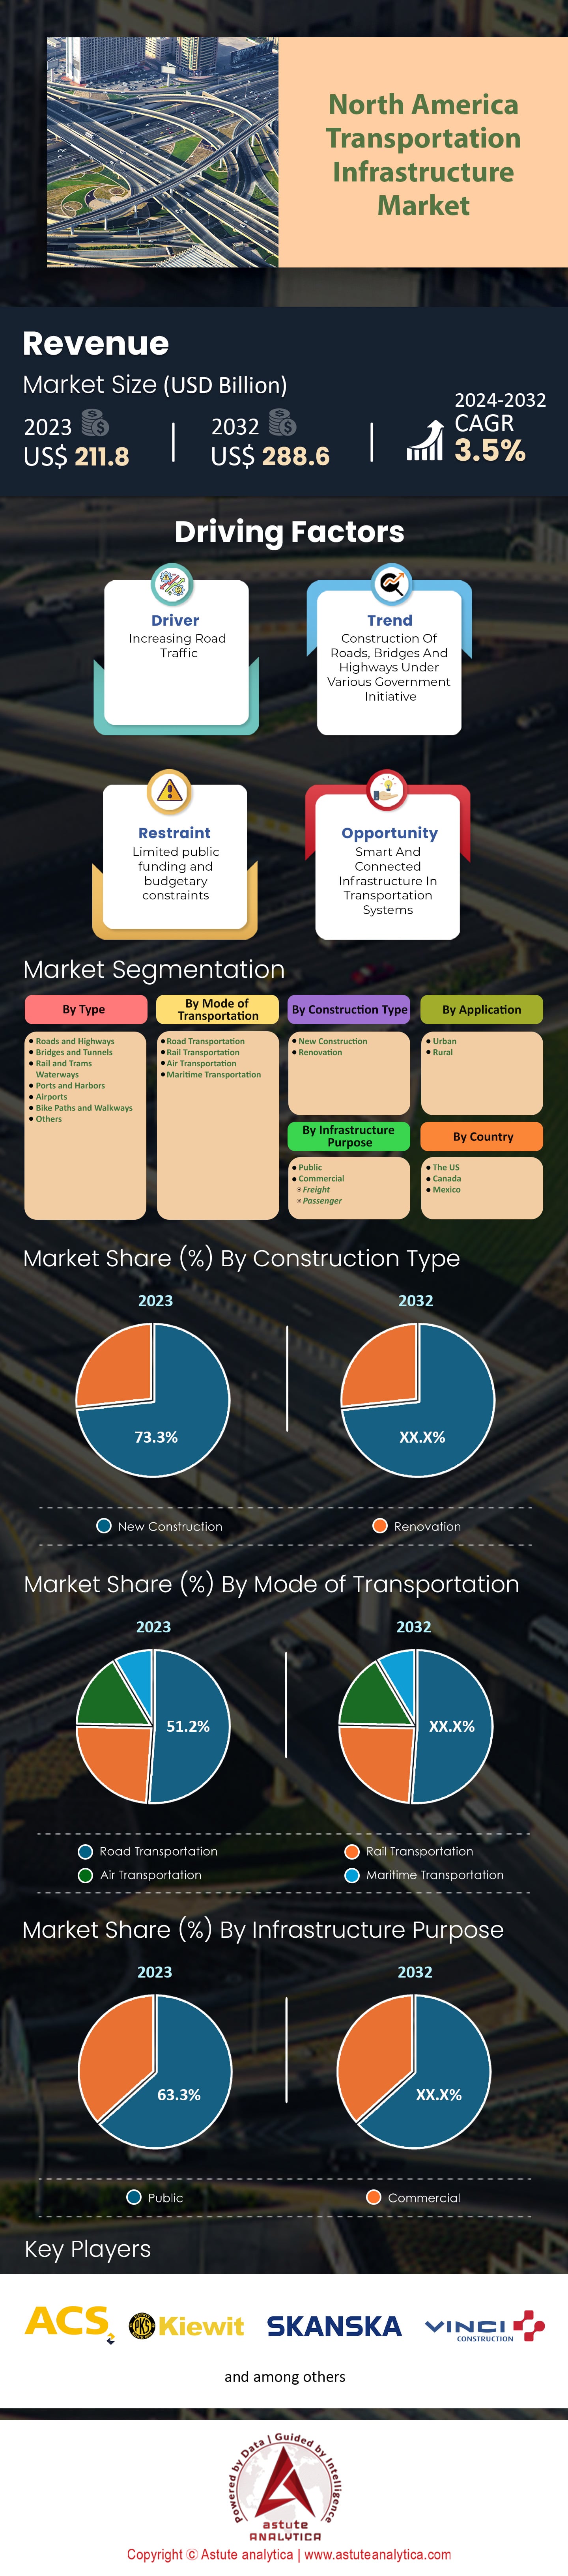 North America
Transportation
Infrastructure
Market
Revenue
Market Size (USD Billion)
2023
US$ 211.8
2032
US$ 288.6
2024-2032
CAGR
3.5%
Driving Factors
Driver
Increasing Road
Traffic
Trend
Construction Of
Roads, Bridges And
Highways Under
Various Government
Initiative
Restraint
Limited public
funding and
budgetary
constraints
Opportunity
Smart And
Connected
Infrastructure In
Transportation
Systems
Market Segmentation
By Type
Roads and Highways
Bridges and Tunnels
Rail and Trams
Waterways
Ports and Harbors
Airports
Bike Paths and Walkways
Others
By Mode of
Transportation
Road Transportation
Rail Transportation
Air Transportation
Maritime Transportation
By Construction Type
New Construction
Renovation
By Application
Urban
Rural
By Infrastructure
Purpose
Public
Commercial
Freight
Passenger
By Country
The US
Canada
Mexico
Market Share (%) By Construction Type
2023
2032
73.3%
XX.X%
New Construction
Renovation
Market Share (%) By Mode of Transportation
2023
2032
51.2%
XX.X%
Road Transportation
Rail Transportation
Air Transportation
Maritime Transportation
Market Share (%) By Infrastructure Purpose
2023
2032
63.3%
XX.X%
Public
Commercial
Key Players
ACS
PKS
Kiewit
SKANSKA
VINCI
CONSTRUCTION
and among others
Powered by Data | Guided by Intelligence
astute
ANALYTICA
Copyright © Astute analytica | www.astuteanalytica.com